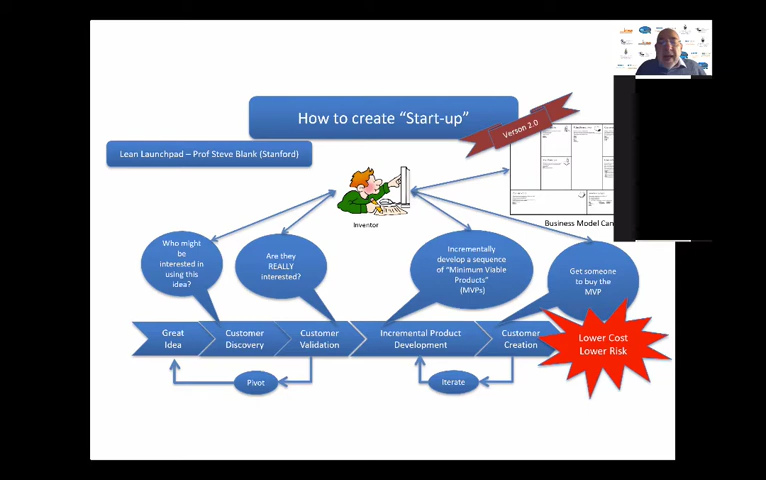 How to create “Start-up”
Verson 2.0
Lean Launchpad – Prof Steve Blank (Stanford)
Inventor
Business Model Can
Who might
be
interested in
using this
idea?
Are they
REALLY
interested?
Incrementally
develop a sequence
of “Minimum Viable
Products”
(MVPs)
Get someone
to buy the
MVP
Great
Idea
Customer
Discovery
Customer
Validation
Incremental Product
Development
Customer
Creation
Lower Cost
Lower Risk
Pivot
Iterate